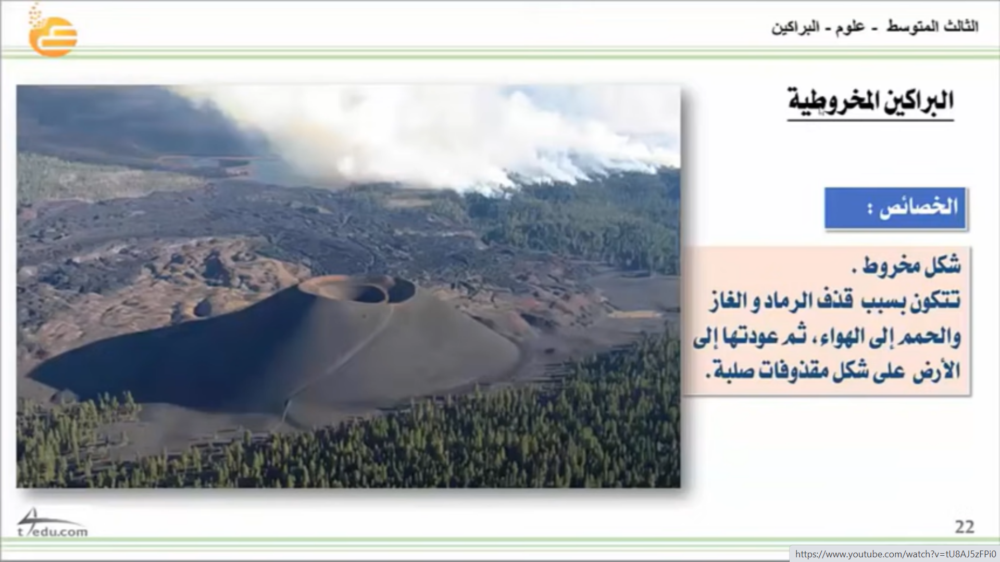 الثالث المتوسط - علوم - البراكين
البراكين المخروطية
الخصائص :
شكل مخروط .
تتكون بسبب قذف الرماد و الغاز
والحمم إلى الهواء، ثم عودتها إلى
الأرض على شكل مقذوفات صلبة.
t4edu.com
22
https://www.youtube.com/watch?v=tU8AJ5zFPi0